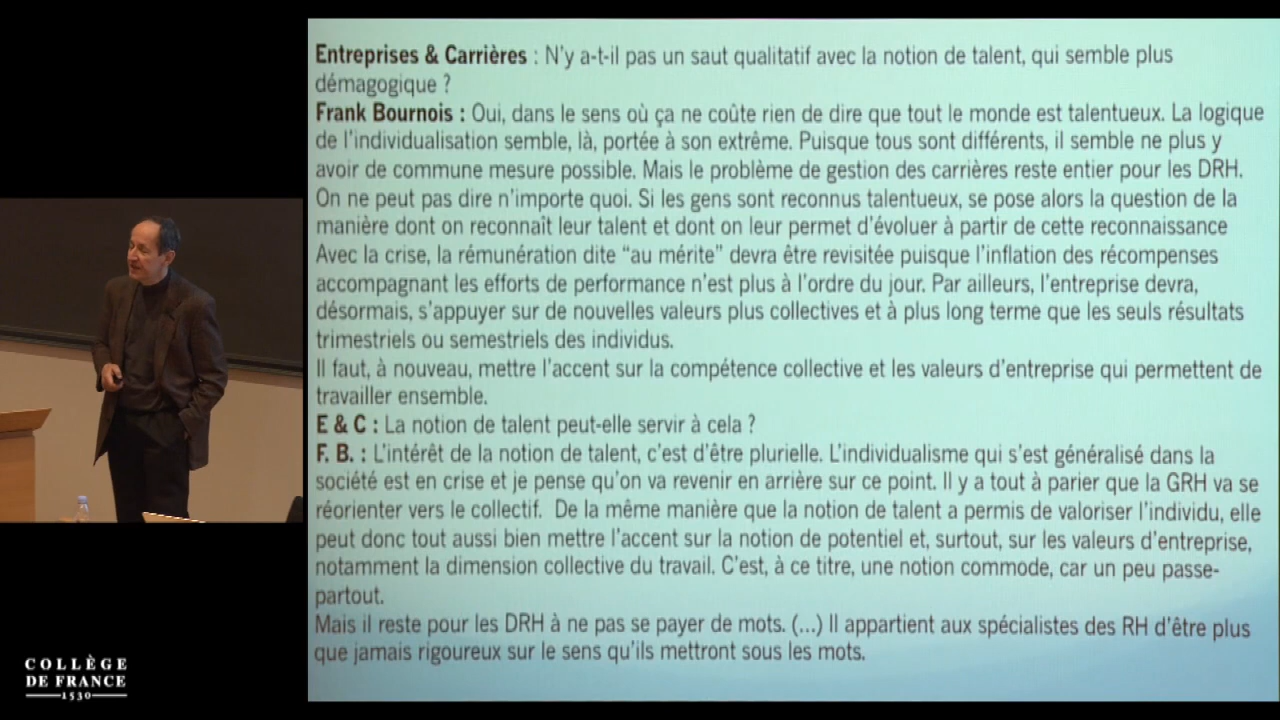 Entreprises & Carrières : N'y a-t-il pas un saut qualitatif avec la notion de talent, qui semble plus
démagogique ?
Frank Bournois : Oui, dans le sens où ça ne coûte rien de dire que tout le monde est talentueux. La logique
de l'individualisation semble, là, portée à son extrême. Puisque tous sont différents, il semble ne plus y
avoir de commune mesure possible. Mais le problème de gestion des carrières reste entier pour les DRH.
On ne peut pas dire n'importe quoi. Si les gens sont reconnus talentueux, se pose alors la question de la
manière dont on reconnaît leur talent et dont on leur permet d'évoluer à partir de cette reconnaissance
Avec la crise, la rémunération dite "au mérite" devra être revisitée puisque l'inflation des récompenses
accompagnant les efforts de performance n'est plus à l'ordre du jour. Par ailleurs, l'entreprise devra,
désormais, s'appuyer sur de nouvelles valeurs plus collectives et à plus long terme que les seuls résultats
trimestriels ou semestriels des individus.
Il faut, à nouveau, mettre l'accent sur la compétence collective et les valeurs d'entreprise qui permettent de
travailler ensemble.
E & C : La notion de talent peut-elle servir à cela ?
F. B. : L'intérêt de la notion de talent, c'est d'être plurielle. L'individualisme qui s'est généralisé dans la
société est en crise et je pense qu'on va revenir en arrière sur ce point. Il y a tout à parier que la GRH va se
réorienter vers le collectif. De la même manière que la notion de talent a permis de valoriser l'individu, elle
peut donc tout aussi bien mettre l'accent sur la notion de potentiel et, surtout, sur les valeurs d'entreprise,
notamment la dimension collective du travail. C'est, à ce titre, une notion commode, car un peu passe-
partout.
Mais il reste pour les DRH à ne pas se payer de mots. (...) Il appartient aux spécialistes des RH d'être plus
que jamais rigoureux sur le sens qu'ils mettront sous les mots.
COLLÈGE
DE FRANCE
1530